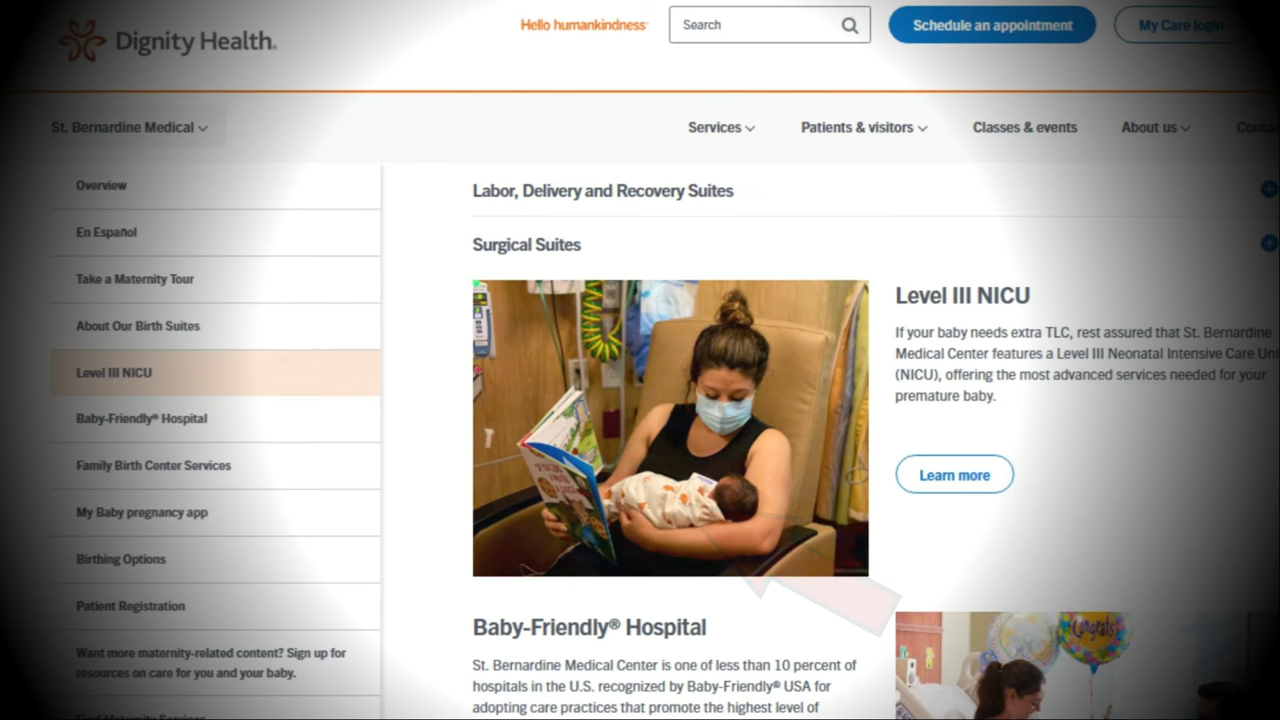 Dignity Health.
Hello humankindness
Search
Schedule an appointment
My Care login
St. Bernardine Medical
Services
Patients & visitors
Classes & events
About us
Overview
En Español
Take a Maternity Tour
About Our Birth Suites
Level III NICU
Baby-Friendly® Hospital
Family Birth Center Services
My Baby pregnancy app
Birthing Options
Patient Registration
Want more maternity-related content? Sign up for
resources on care for you and your baby.
Find Maternity Services
Labor, Delivery and Recovery Suites
Surgical Suites
Level III NICU
If your baby needs extra TLC, rest assured that St. Bernardine
Medical Center features a Level III Neonatal Intensive Care Uni
(NICU), offering the most advanced services needed for your
premature baby.
Learn more
Baby-Friendly® Hospital
St. Bernardine Medical Center is one of less than 10 percent of
hospitals in the U.S. recognized by Baby-Friendly® USA for
adopting care practices that promote the highest level of
Congrats